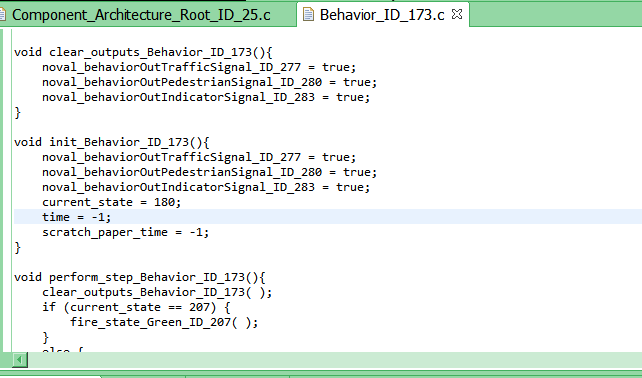 Component_Architecture_Root_ID_25.c
Behavior_ID_173.c
void clear_outputs_Behavior_ID_173(){
    noval_behaviorOutTrafficSignal_ID_277 = true;
    noval_behaviorOutPedestrianSignal_ID_280 = true;
    noval_behaviorOutIndicatorSignal_ID_283 = true;
}
void init_Behavior_ID_173(){
    noval_behaviorOutTrafficSignal_ID_277 = true;
    noval_behaviorOutPedestrianSignal_ID_280 = true;
    noval_behaviorOutIndicatorSignal_ID_283 = true;
    current_state = 180;
    time = -1;
    scratch_paper_time = -1;
}
void perform_step_Behavior_ID_173(){
    clear_outputs_Behavior_ID_173( );
    if (current_state == 207) {
        fire_state_Green_ID_207( );
    }
    else {